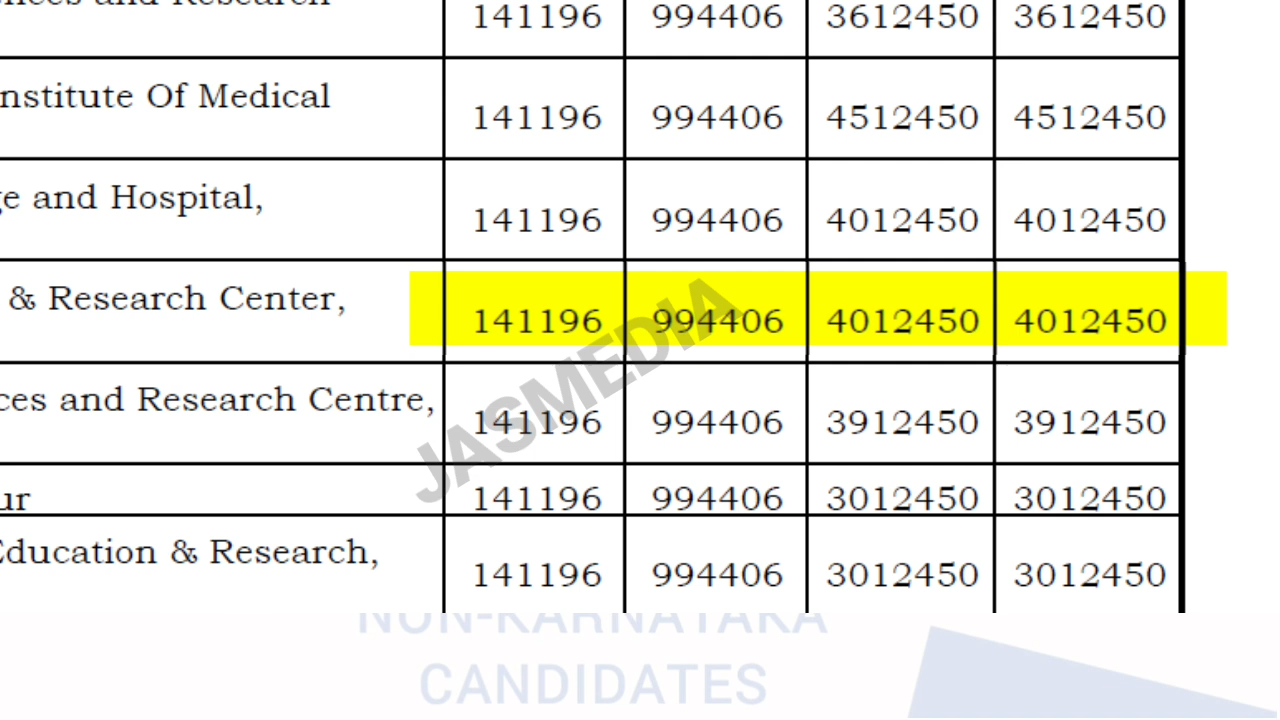 141196 994406 3612450 3612450
nstitute Of Medical
141196 994406 4512450 4512450
ge and Hospital,
141196 994406 4012450 4012450
& Research Center,
141196 994406 4012450 4012450
JASMEDIA
ces and Research Centre,
141196 994406 3912450 3912450
ur 141196 994406 3012450 3012450
Education & Research,
141196 994406 3012450 3012450
NON-KARNATAKA
CANDIDATES